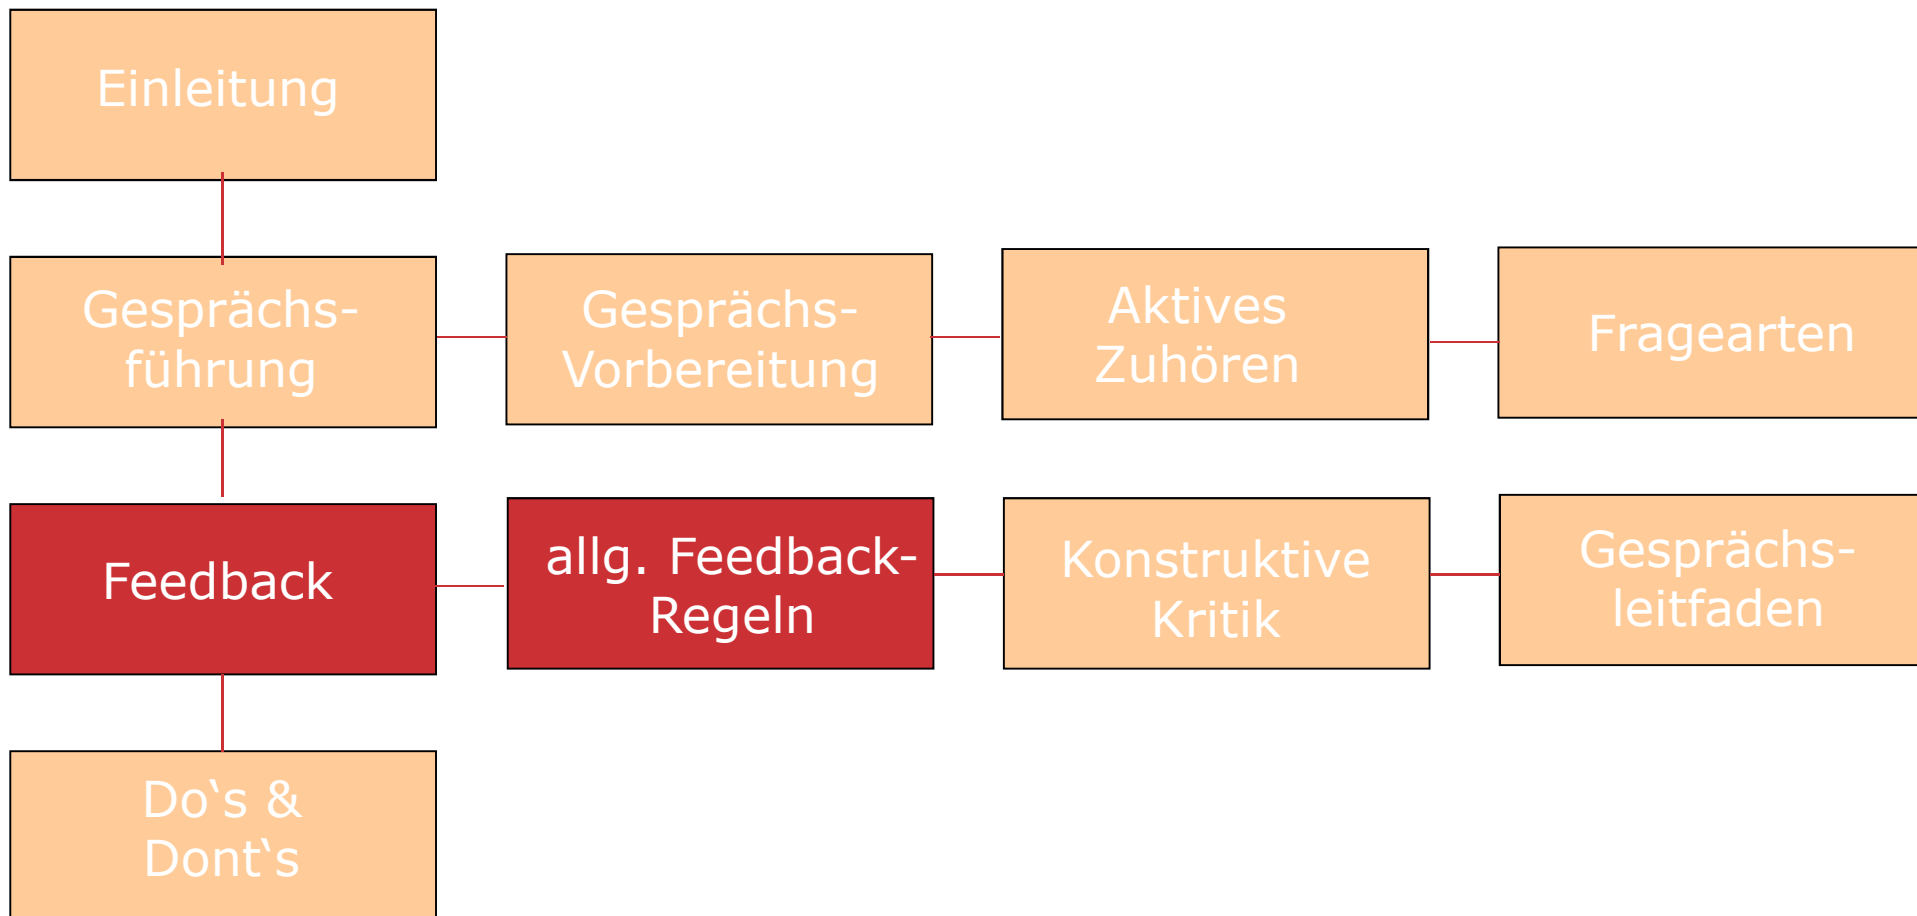 Einleitung
Gesprächs-
führung
Gesprächs-
Vorbereitung
Aktives
Zuhören
Fragearten
Feedback
allg. Feedback-
Regeln
Konstruktive
Kritik
Gesprächs-
leitfaden
Do‘s &
Dont‘s